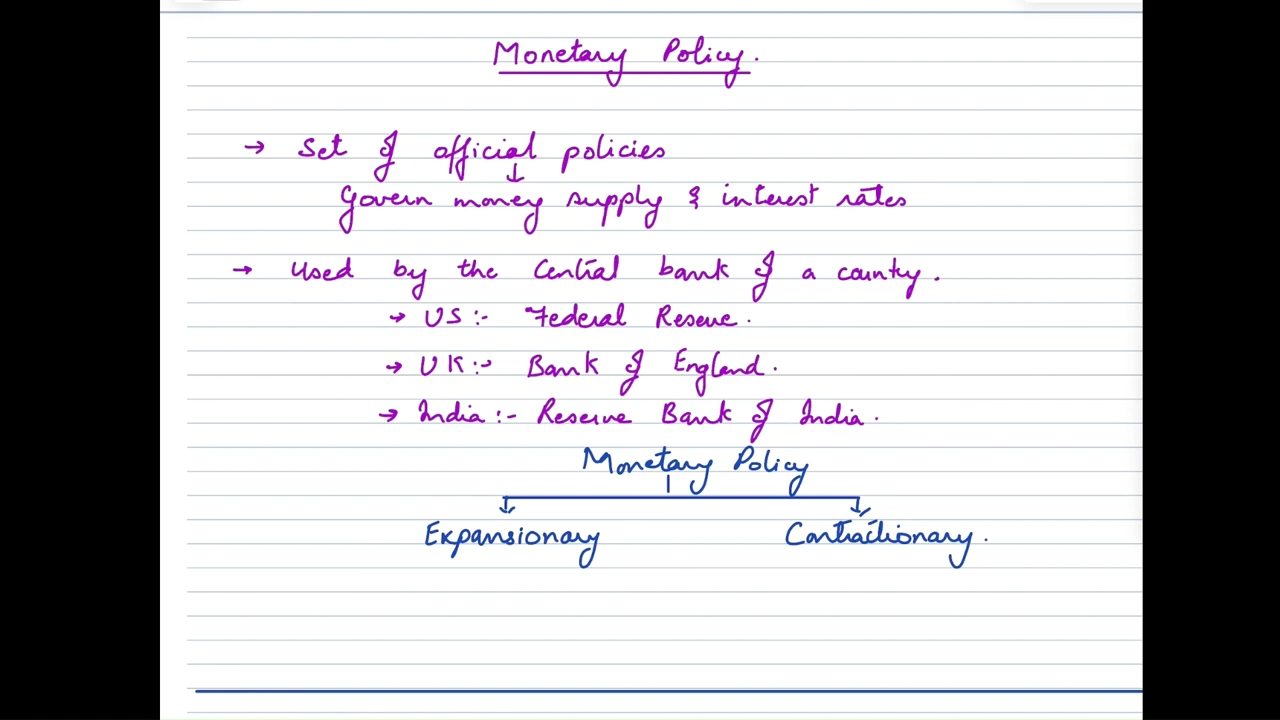 Monetary Policy.
→ Set of official policies
↓
Govern money supply & interest rates
→ Used by the Central bank of a county.
→ US :- Federal Reserve.
→ UK :- Bank of England.
→ India :- Reserve Bank of India.
Monetary Policy
Expansionary Contractionary.